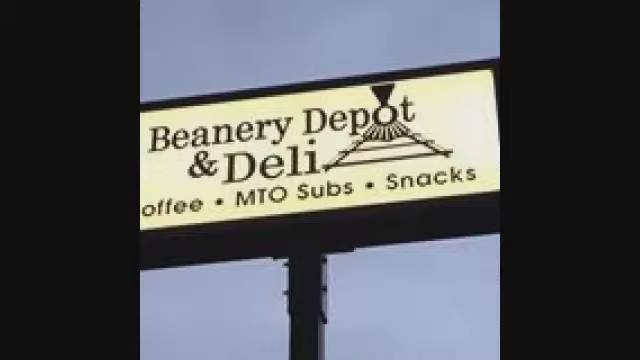 Beanery Depot
& Deli
offee • MTO Subs • Snacks